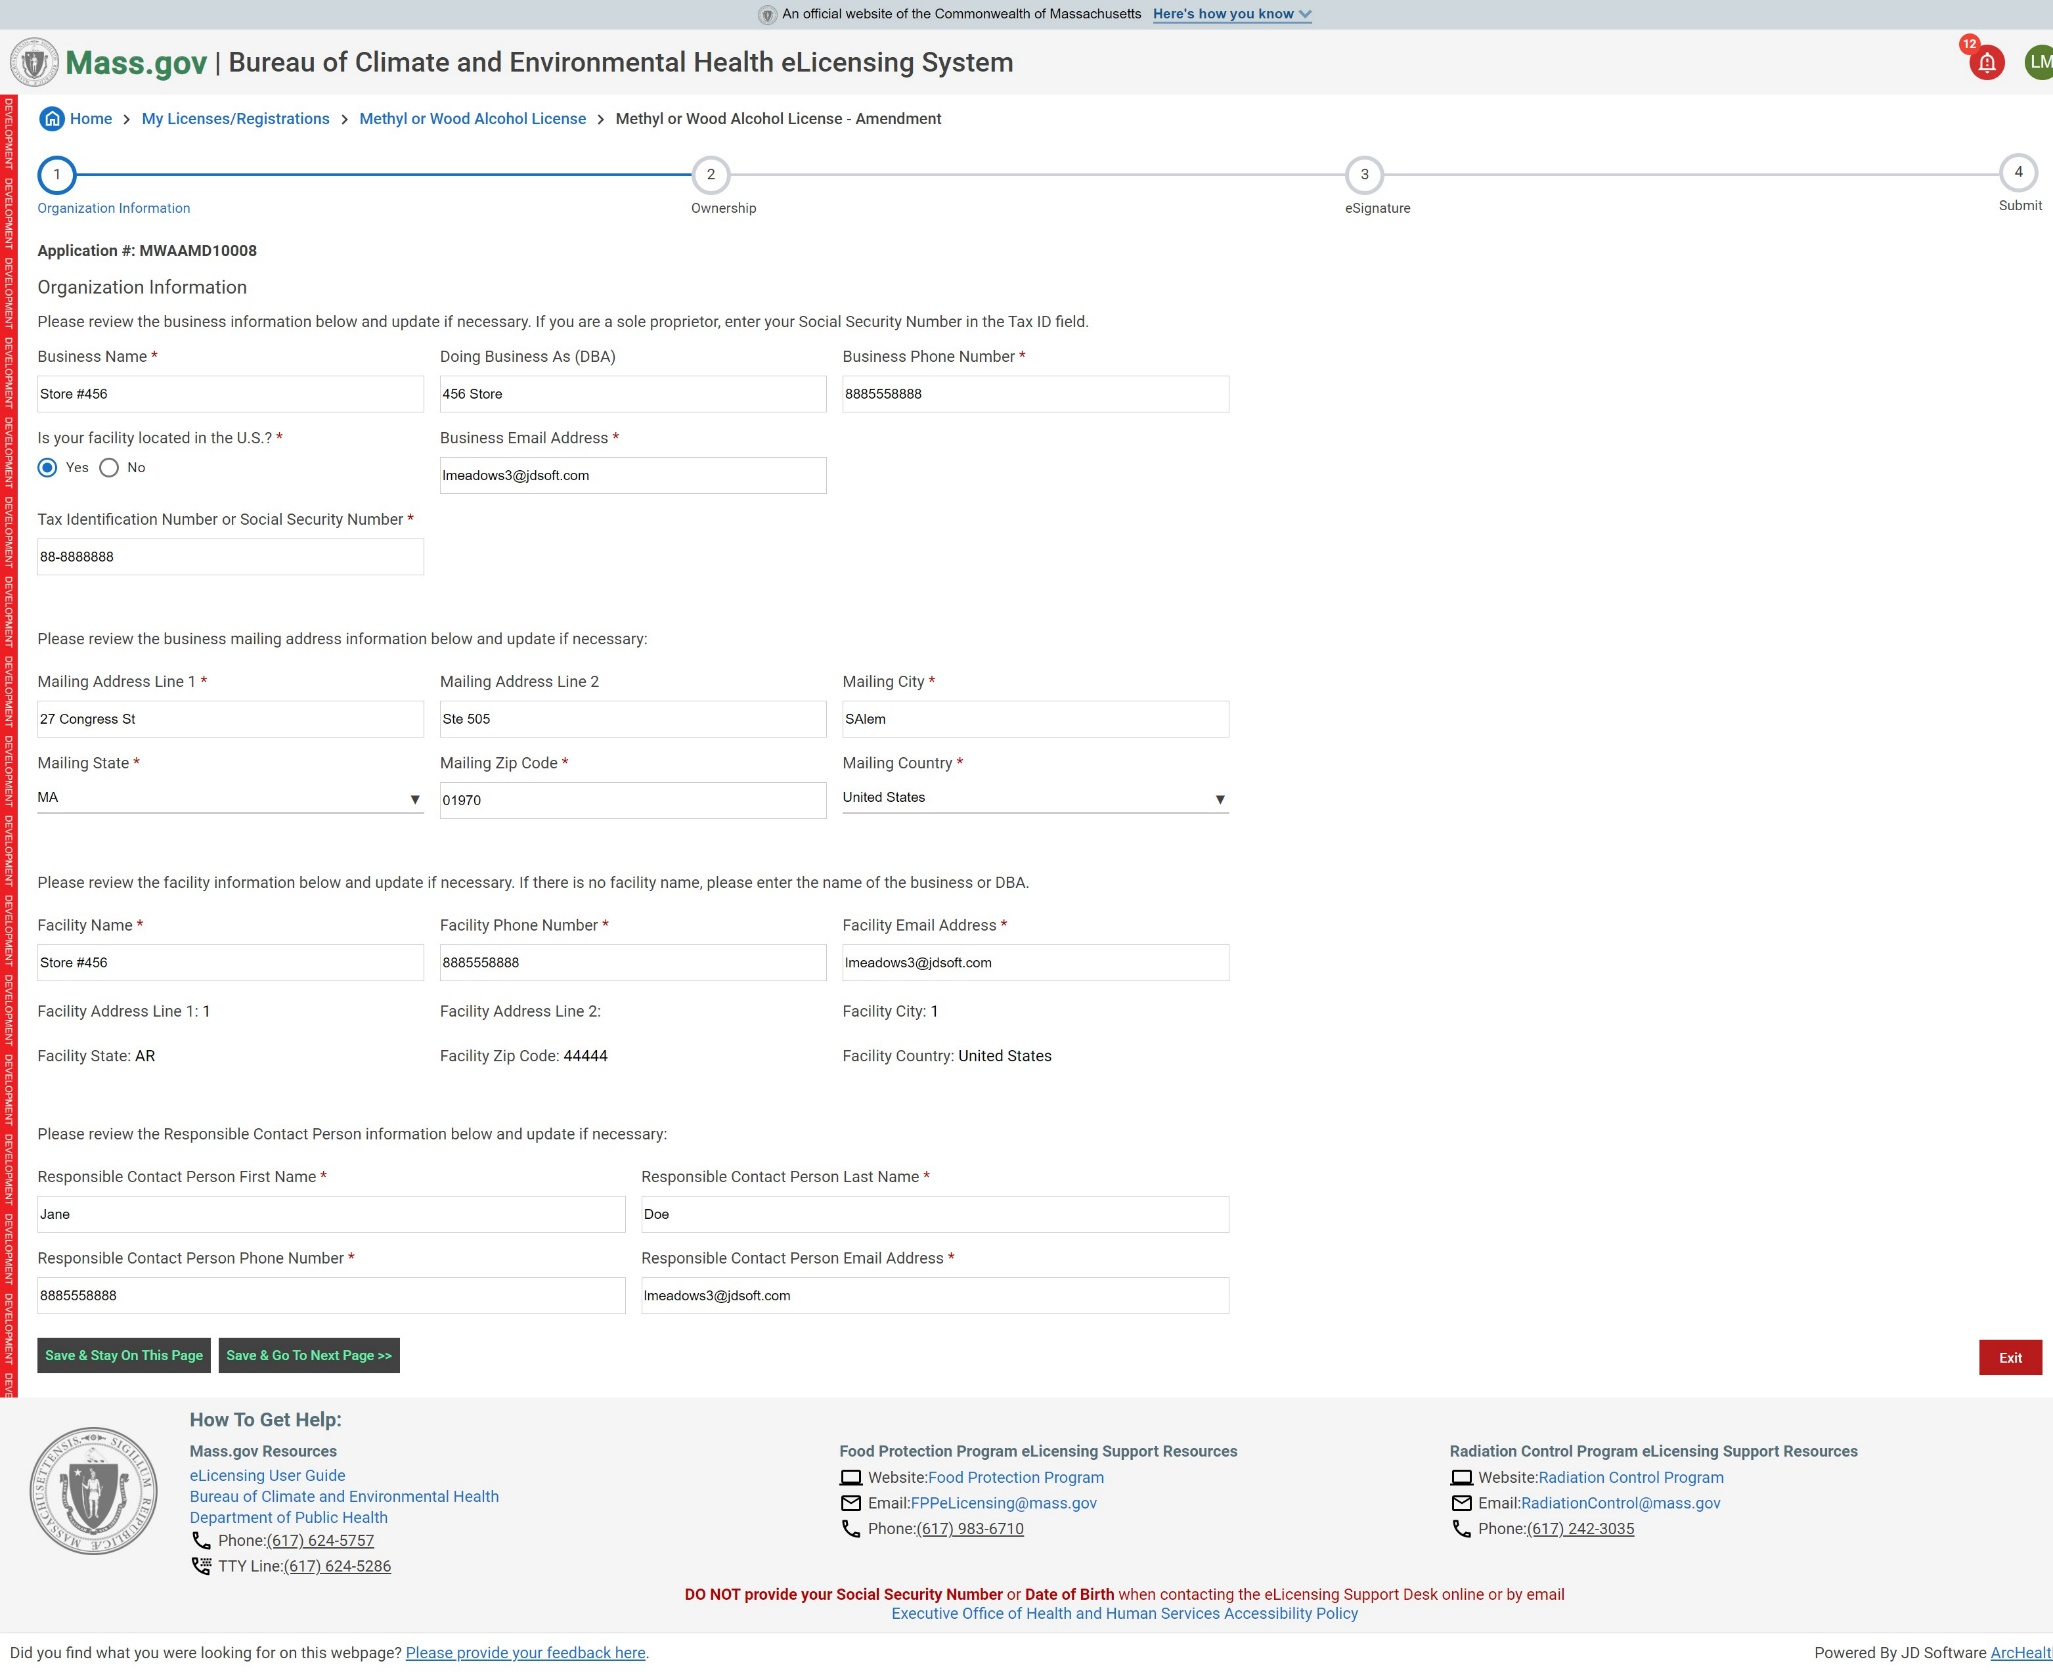 An official website of the Commonwealth of Massachusetts Here's how you know
Mass.gov | Bureau of Climate and Environmental Health eLicensing System
12
LM
DEVELOPMENT DEVELOPMENT DEVELOPMENT DEVELOPMENT DEVELOPMENT DEVELOPMENT DEVELOPMENT DEVELOPMENT DEVELOPMENT DEVELOPMENT DEVELOPMENT DEVELOPMENT DEVELOPMENT DEVELOPMENT DEVELOPMENT DEVELOPMENT DEVE
Home > My Licenses/Registrations > Methyl or Wood Alcohol License > Methyl or Wood Alcohol License - Amendment
1 2 3 4
Organization Information Ownership eSignature Submit
Application #: MWAAMD10008
Organization Information
Please review the business information below and update if necessary. If you are a sole proprietor, enter your Social Security Number in the Tax ID field.
Business Name * Doing Business As (DBA) Business Phone Number *
Store #456 456 Store 8885558888
Is your facility located in the U.S.? * Business Email Address *
Yes No lmeadows3@jdsoft.com
Tax Identification Number or Social Security Number *
88-8888888
Please review the business mailing address information below and update if necessary:
Mailing Address Line 1 * Mailing Address Line 2 Mailing City *
27 Congress St Ste 505 SAlem
Mailing State * Mailing Zip Code * Mailing Country *
MA 01970 United States
Please review the facility information below and update if necessary. If there is no facility name, please enter the name of the business or DBA.
Facility Name * Facility Phone Number * Facility Email Address *
Store #456 8885558888 lmeadows3@jdsoft.com
Facility Address Line 1: 1 Facility Address Line 2: Facility City: 1
Facility State: AR Facility Zip Code: 44444 Facility Country: United States
Please review the Responsible Contact Person information below and update if necessary:
Responsible Contact Person First Name * Responsible Contact Person Last Name *
Jane Doe
Responsible Contact Person Phone Number * Responsible Contact Person Email Address *
8885558888 lmeadows3@jdsoft.com
Save & Stay On This Page Save & Go To Next Page >> Exit
How To Get Help:
Mass.gov Resources
eLicensing User Guide
Bureau of Climate and Environmental Health
Department of Public Health
Phone:(617) 624-5757
TTY Line:(617) 624-5286
Food Protection Program eLicensing Support Resources
Website:Food Protection Program
Email:FPPeLicensing@mass.gov
Phone:(617) 983-6710
Radiation Control Program eLicensing Support Resources
Website:Radiation Control Program
Email:RadiationControl@mass.gov
Phone:(617) 242-3035
DO NOT provide your Social Security Number or Date of Birth when contacting the eLicensing Support Desk online or by email
Executive Office of Health and Human Services Accessibility Policy
Did you find what you were looking for on this webpage? Please provide your feedback here.
Powered By JD Software ArcHealt